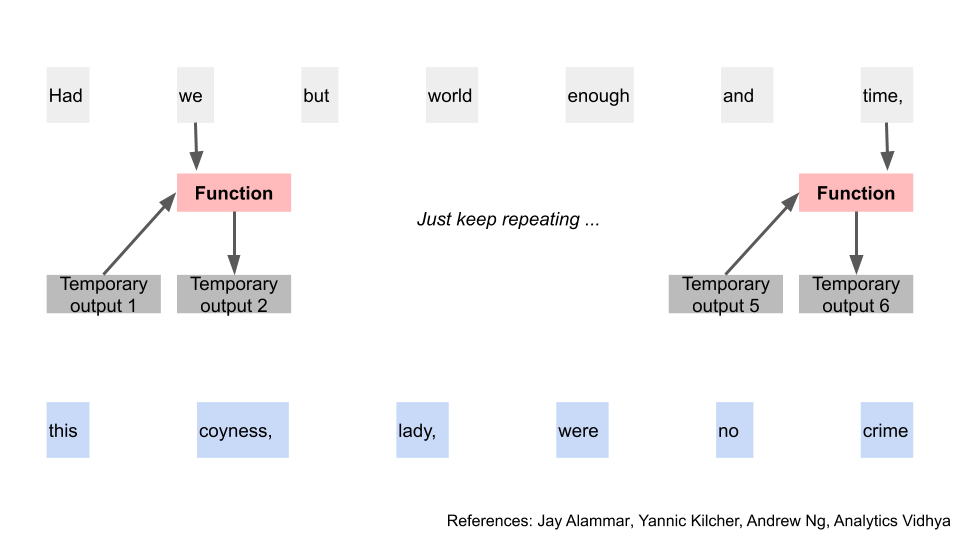 Had we but world enough and time,
Function Function
Just keep repeating ...
Temporary Temporary Temporary Temporary
output 1 output 2 output 5 output 6
this coyness, lady, were no crime
References: Jay Alammar, Yannic Kilcher, Andrew Ng, Analytics Vidhya